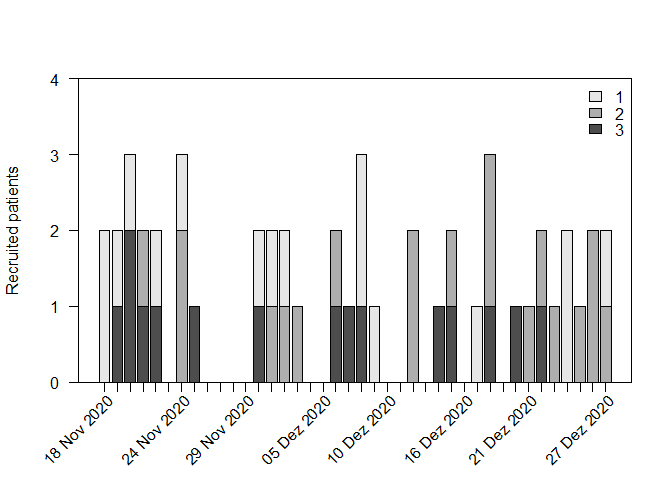 4
3
2
1
0
Recruited patients
1
2
3
18 Nov 2020
24 Nov 2020
29 Nov 2020
05 Dez 2020
10 Dez 2020
16 Dez 2020
21 Dez 2020
27 Dez 2020